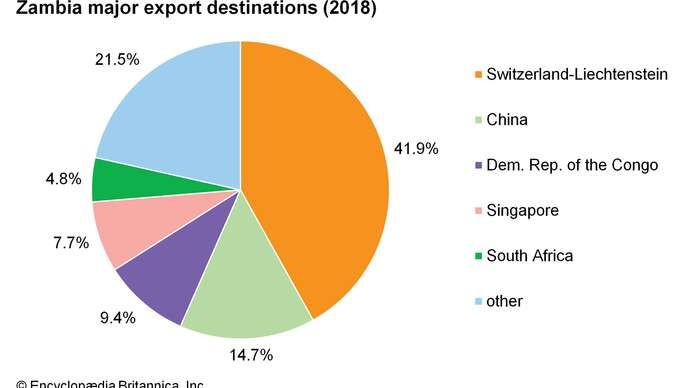 Zambia major export destinations (2018)
21.5%
41.9%
4.8%
7.7%
9.4%
14.7%
Switzerland-Liechtenstein
China
Dem. Rep. of the Congo
Singapore
South Africa
other
© Encyclopædia Britannica, Inc.